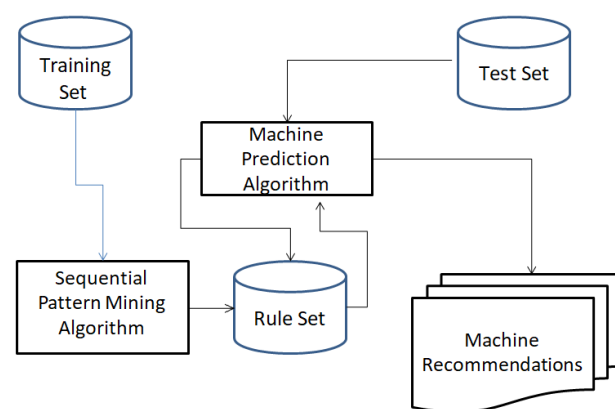 Training
Set
Test Set
Machine
Prediction
Algorithm
Sequential
Pattern Mining
Algorithm
Rule Set
Machine
Recommendations